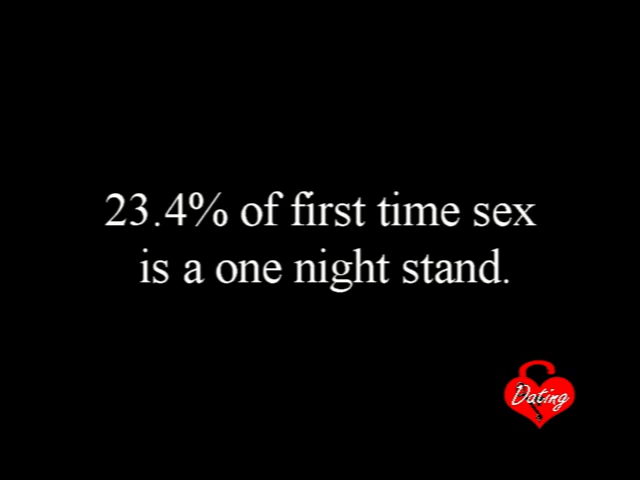 23.4% of first time sex
is a one night stand.
Dating